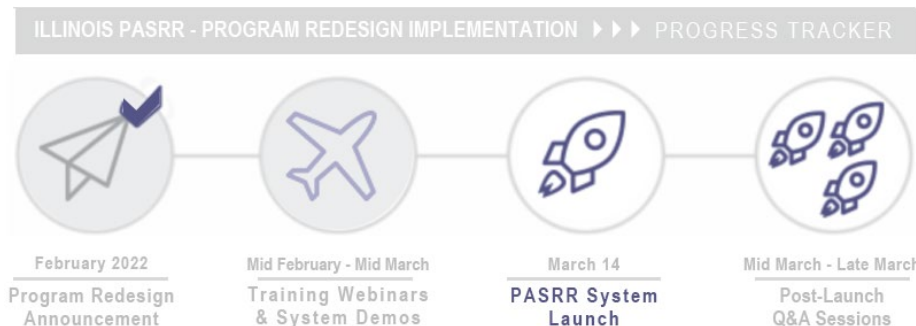 ILLINOIS PASRR - PROGRAM REDESIGN IMPLEMENTATION PROGRESS TRACKER
February 2022
Program Redesign
Announcement
Mid February - Mid March
Training Webinars
& System Demos
March 14
PASRR System
Launch
Mid March - Late March
Post-Launch
Q&A Sessions